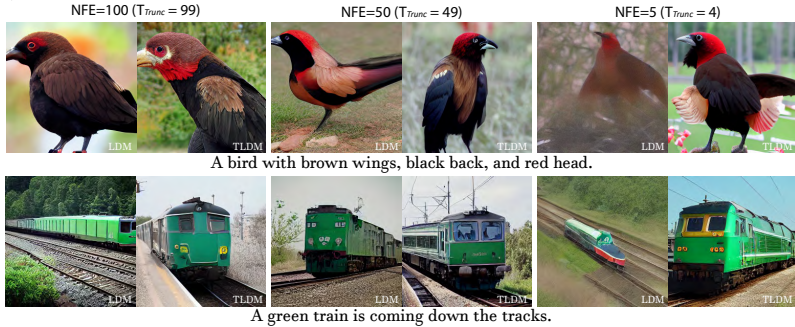 NFE=100 (T_Trunc = 99) NFE=50 (T_Trunc = 49) NFE=5 (T_Trunc = 4)
LDM TLDM LDM TLDM LDM TLDM
A bird with brown wings, black back, and red head.
LDM TLDM LDM TLDM LDM TLDM
A green train is coming down the tracks.